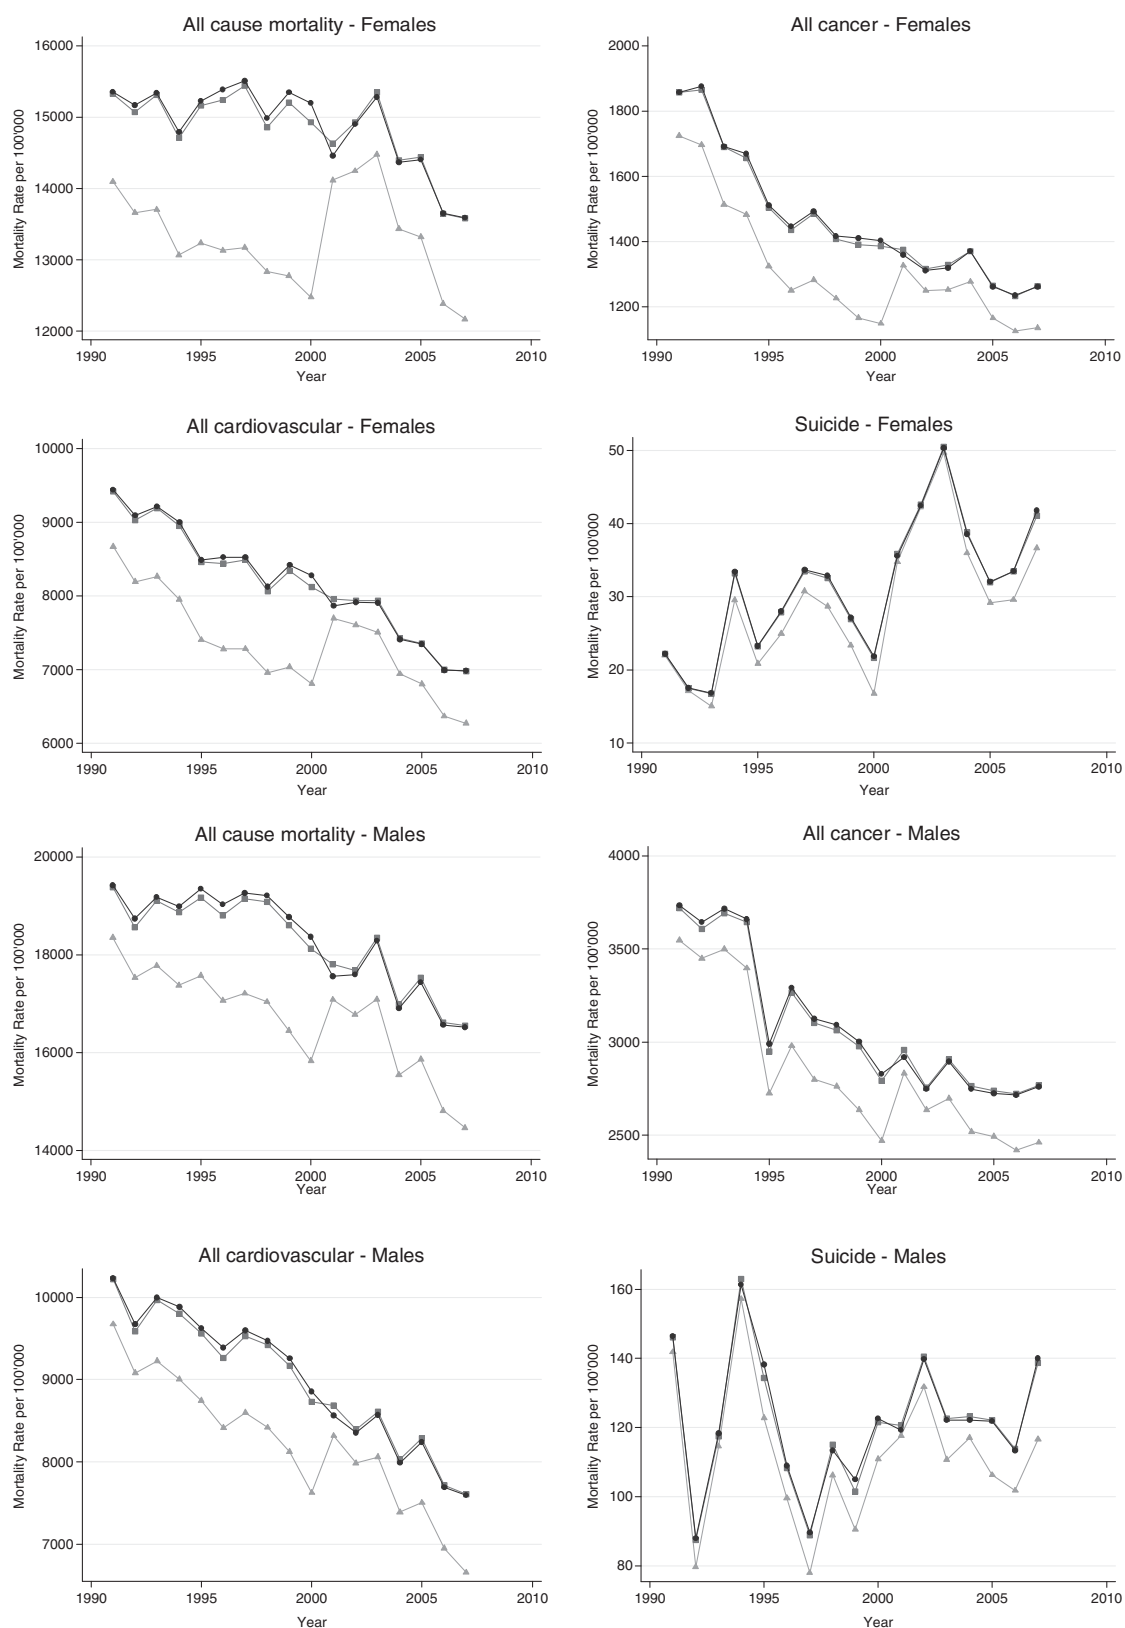 All cause mortality - Females
16000
15000
14000
13000
12000
Mortality Rate per 100'000
1990 1995 2000 2005 2010
Year
All cancer - Females
2000
1800
1600
1400
1200
Mortality Rate per 100'000
1990 1995 2000 2005 2010
Year
All cardiovascular - Females
10000
9000
8000
7000
6000
Mortality Rate per 100'000
1990 1995 2000 2005 2010
Year
Suicide - Females
50
40
30
20
10
Mortality Rate per 100'000
1990 1995 2000 2005 2010
Year
All cause mortality - Males
20000
18000
16000
14000
Mortality Rate per 100'000
1990 1995 2000 2005 2010
Year
All cancer - Males
4000
3500
3000
2500
Mortality Rate per 100'000
1990 1995 2000 2005 2010
Year
All cardiovascular - Males
10000
9000
8000
7000
Mortality Rate per 100'000
1990 1995 2000 2005 2010
Year
Suicide - Males
160
140
120
100
80
Mortality Rate per 100'000
1990 1995 2000 2005 2010
Year